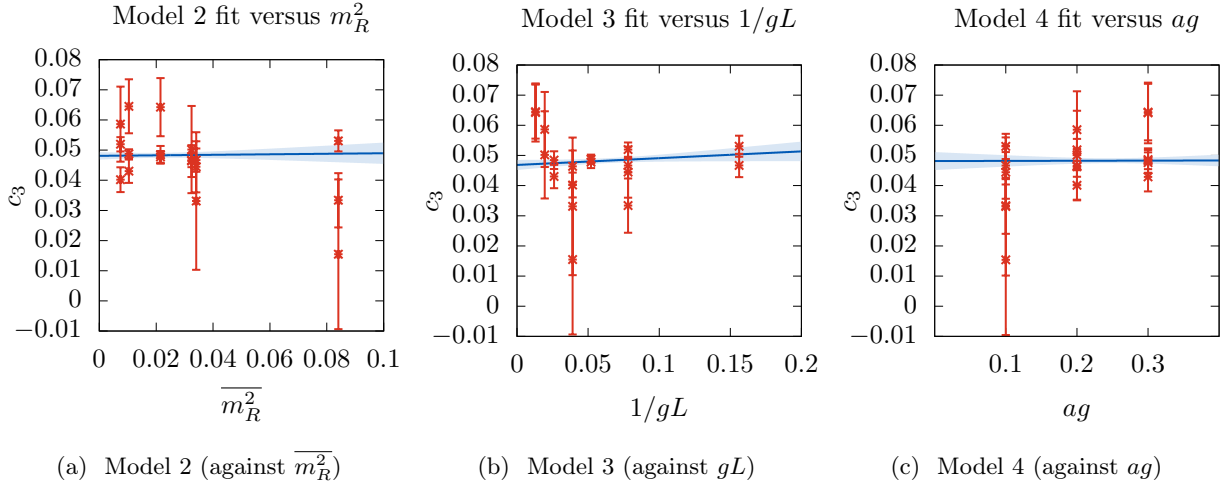 Model 2 fit versus $m_R^2$
$c_3$
0.08
0.07
0.06
0.05
0.04
0.03
0.02
0.01
0
−0.01
0 0.02 0.04 0.06 0.08 0.1
$\overline{m_R^2}$
(a) Model 2 (against $\overline{m_R^2}$)
Model 3 fit versus $1/gL$
$c_3$
0.08
0.07
0.06
0.05
0.04
0.03
0.02
0.01
0
−0.01
0 0.05 0.1 0.15 0.2
$1/gL$
(b) Model 3 (against $gL$)
Model 4 fit versus $ag$
$c_3$
0.08
0.07
0.06
0.05
0.04
0.03
0.02
0.01
0
−0.01
0.1 0.2 0.3
$ag$
(c) Model 4 (against $ag$)